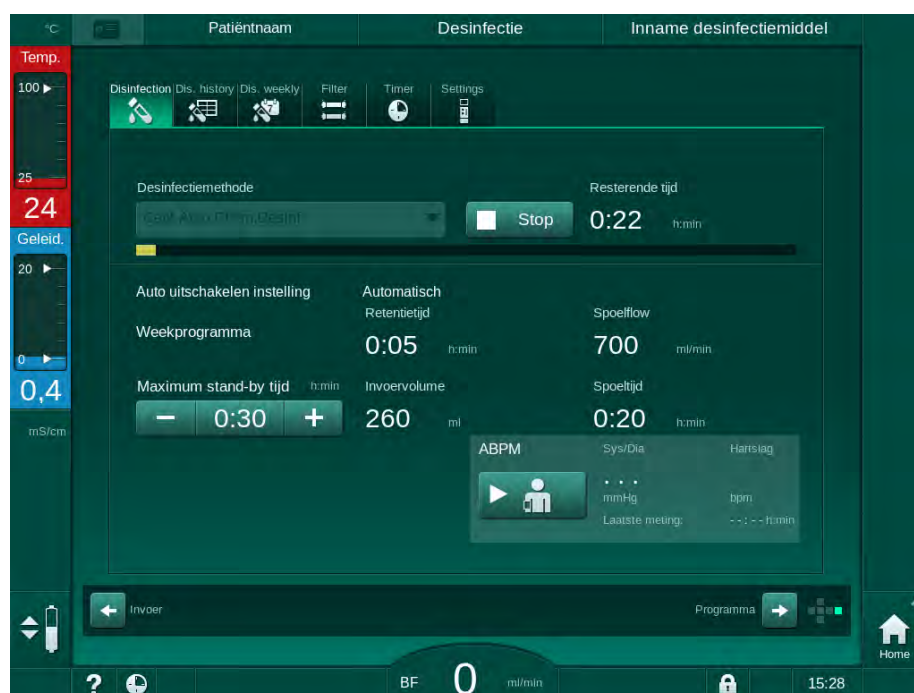 °C
Patiëntnaam
Desinfectie
Inname desinfectiemiddel
Temp.
100
25
24
Geleid.
20
0
0,4
mS/cm
Disinfection
Dis. history
Dis. weekly
7
Filter
Timer
Settings
Desinfectiemethode
Stop
Resterende tijd
0:22 h:min
Auto uitschakelen instelling
Automatisch
Weekprogramma
Retentietijd
0:05 h:min
Spoelflow
700 ml/min
Maximum stand-by tijd h:min
− 0:30 +
Invoervolume
260 ml
Spoeltijd
0:20 h:min
ABPM
Sys/Dia
Hartslag
. . .
mmHg
bpm
Laatste meting:
--:-- h:min
Invoer
Programma
Home
?
BF 0 ml/min
15:28